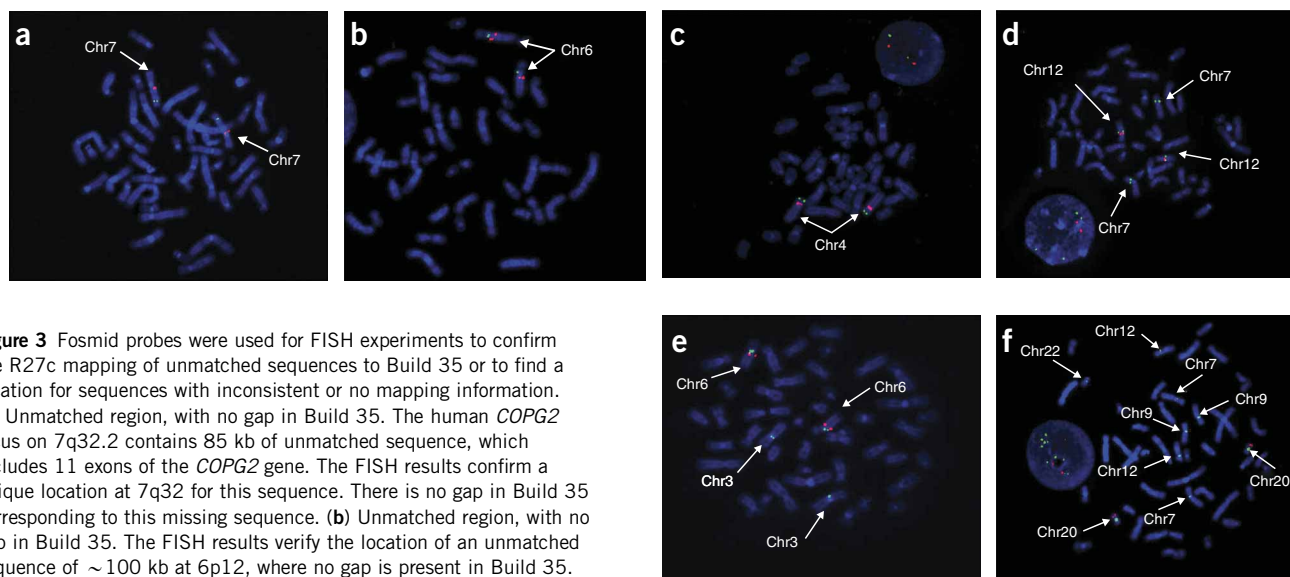 a
Chr7
Chr7
b
Chr6
c
Chr4
d
Chr12
Chr7
Chr12
Chr7
gure 3 Fosmid probes were used for FISH experiments to confirm
e R27c mapping of unmatched sequences to Build 35 or to find a
ation for sequences with inconsistent or no mapping information.
Unmatched region, with no gap in Build 35. The human COPG2
us on 7q32.2 contains 85 kb of unmatched sequence, which
cludes 11 exons of the COPG2 gene. The FISH results confirm a
ique location at 7q32 for this sequence. There is no gap in Build 35
rresponding to this missing sequence. (b) Unmatched region, with no
p in Build 35. The FISH results verify the location of an unmatched
quence of ~100 kb at 6p12, where no gap is present in Build 35.
e
Chr6
Chr6
Chr3
Chr3
f
Chr12
Chr22
Chr7
Chr9
Chr9
Chr12
Chr20
Chr7
Chr20